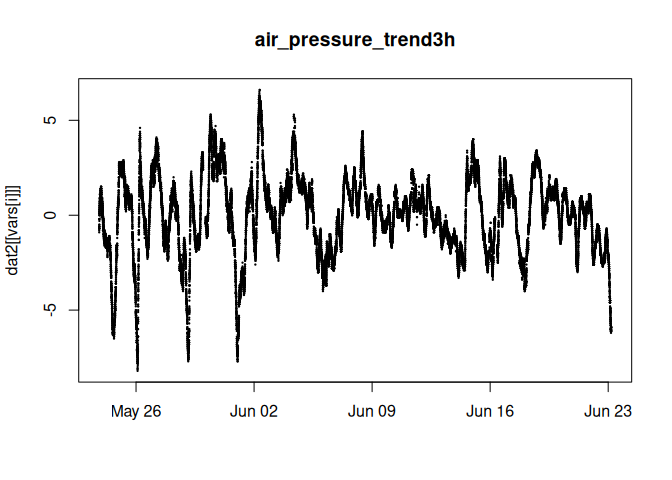 air_pressure_trend3h
dat2[[vars[i]]]
5
0
-5
May 26
Jun 02
Jun 09
Jun 16
Jun 23